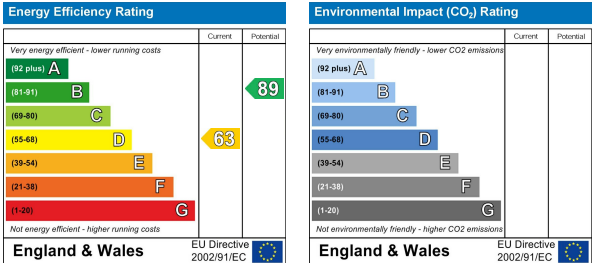 Energy Efficiency Rating
Current Potential
Very energy efficient - lower running costs
(92 plus) A
(81-91) B
(69-80) C
(55-68) D
(39-54) E
(21-38) F
(1-20) G
63
89
Not energy efficient - higher running costs
England & Wales
EU Directive
2002/91/EC
Environmental Impact (CO₂) Rating
Current Potential
Very environmentally friendly - lower CO2 emissions
(92 plus) A
(81-91) B
(69-80) C
(55-68) D
(39-54) E
(21-38) F
(1-20) G
Not environmentally friendly - higher CO2 emissions
England & Wales
EU Directive
2002/91/EC